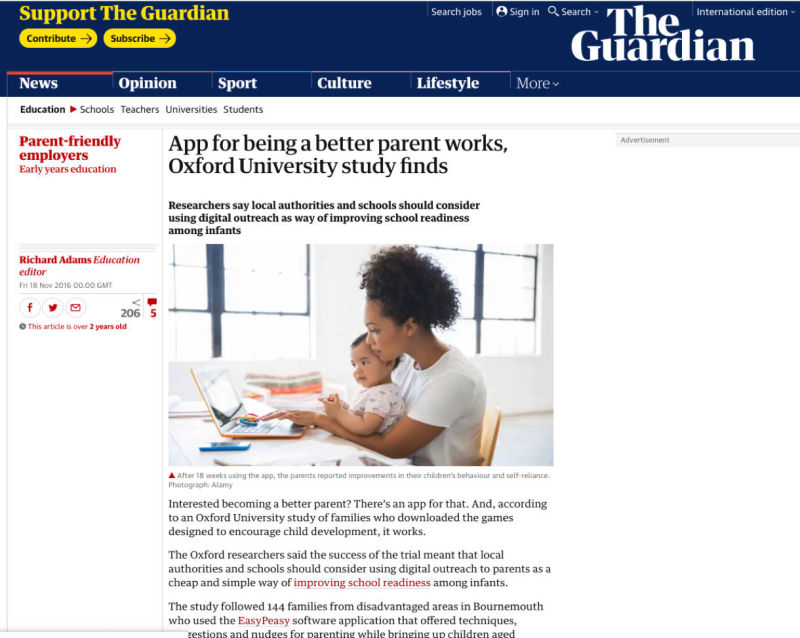 Support The Guardian
Contribute
Subscribe
Search jobs
Sign in
Search
International edition
The
Guardian
News
Opinion
Sport
Culture
Lifestyle
More
Education
Schools
Teachers
Universities
Students
Parent-friendly
employers
Early years education
App for being a better parent works,
Oxford University study finds
Advertisement
Researchers say local authorities and schools should consider
using digital outreach as way of improving school readiness
among infants
Richard Adams Education
editor
Fri 18 Nov 2016 00.00 GMT
206
5
This article is over 2 years old
After 18 weeks using the app, the parents reported improvements in their children's behaviour and self-reliance.
Photograph: Alamy
Interested becoming a better parent? There's an app for that. And, according
to an Oxford University study of families who downloaded the games
designed to encourage child development, it works.
The Oxford researchers said the success of the trial meant that local
authorities and schools should consider using digital outreach to parents as a
cheap and simple way of improving school readiness among infants.
The study followed 144 families from disadvantaged areas in Bournemouth
who used the EasyPeasy software application that offered techniques,
and nudges for parenting while bringing up children aged